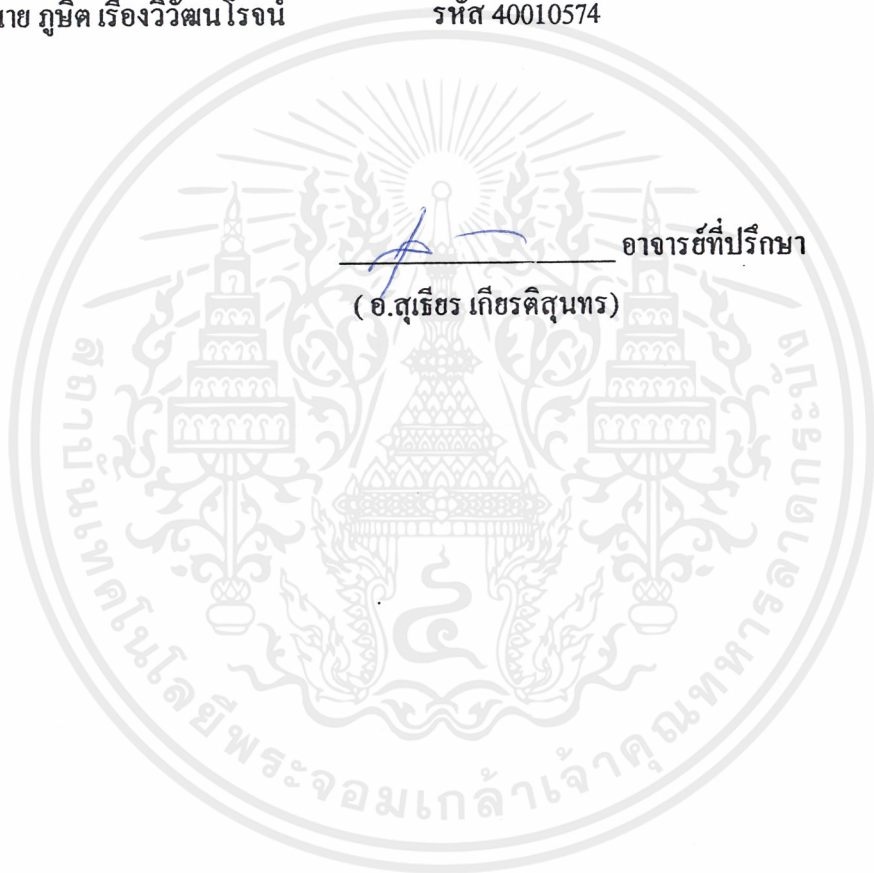 นาย ภูษิต เรืองวิวัฒน์โรจน์ รหัส 40010574
อาจารย์ที่ปรึกษา
( อ.สุเธียร เกียรติสุนทร )
สถาบันเทคโนโลยีพระจอมเกล้าเจ้าคุณทหารลาดกระบัง